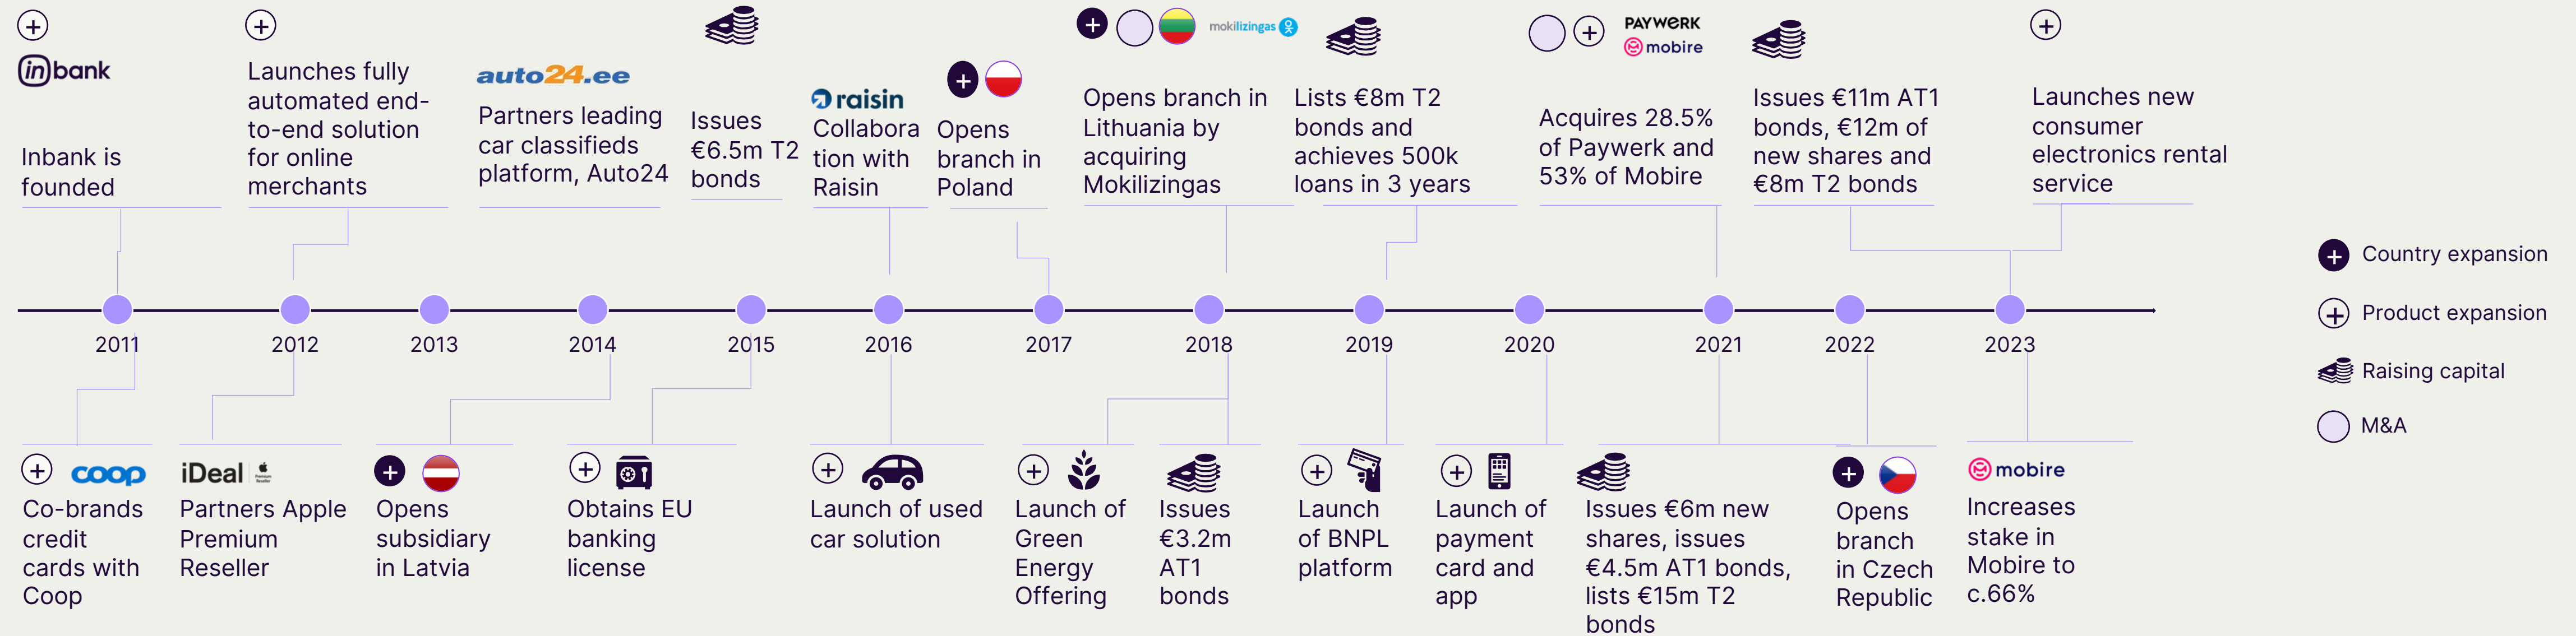 inbank
Inbank is
founded
Launches fully
automated end-
to-end solution
for online
merchants
auto24.ee
Partners leading
car classifieds
platform, Auto24
Issues
€6.5m T2
bonds
raisin
Collabora
tion with
Raisin
Opens
branch in
Poland
mokilizingas
Opens branch in
Lithuania by
acquiring
Mokilizingas
Lists €8m T2
bonds and
achieves 500k
loans in 3 years
PAYWERK
mobire
Acquires 28.5%
of Paywerk and
53% of Mobire
Issues €11m AT1
bonds, €12m of
new shares and
€8m T2 bonds
Launches new
consumer
electronics rental
service
2011
2012
2013
2014
2015
2016
2017
2018
2019
2020
2021
2022
2023
coop
Co-brands
credit
cards with
Coop
iDeal
Premium
Reseller
Partners Apple
Premium
Reseller
Opens
subsidiary
in Latvia
Obtains EU
banking
license
Launch of used
car solution
Launch of
Green
Energy
Offering
Issues
€3.2m
AT1
bonds
Launch
of BNPL
platform
Launch of
payment
card and
app
Issues €6m new
shares, issues
€4.5m AT1 bonds,
lists €15m T2
bonds
Opens
branch
in Czech
Republic
mobire
Increases
stake in
Mobire to
c.66%
Country expansion
Product expansion
Raising capital
M&A